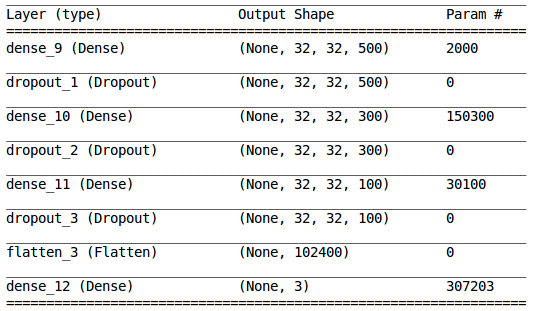 Layer (type) Output Shape Param #
=================================================================
dense_9 (Dense) (None, 32, 32, 500) 2000
dropout_1 (Dropout) (None, 32, 32, 500) 0
dense_10 (Dense) (None, 32, 32, 300) 150300
dropout_2 (Dropout) (None, 32, 32, 300) 0
dense_11 (Dense) (None, 32, 32, 100) 30100
dropout_3 (Dropout) (None, 32, 32, 100) 0
flatten_3 (Flatten) (None, 102400) 0
dense_12 (Dense) (None, 3) 307203
=================================================================